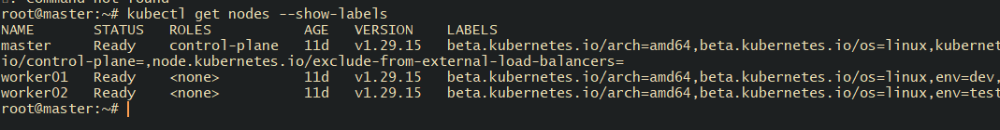 root@master:~# kubectl get nodes --show-labels
NAME STATUS ROLES AGE VERSION LABELS
master Ready control-plane 11d v1.29.15 beta.kubernetes.io/arch=amd64,beta.kubernetes.io/os=linux,kubernet
io/control-plane=,node.kubernetes.io/exclude-from-external-load-balancers=
worker01 Ready <none> 11d v1.29.15 beta.kubernetes.io/arch=amd64,beta.kubernetes.io/os=linux,env=dev,
worker02 Ready <none> 11d v1.29.15 beta.kubernetes.io/arch=amd64,beta.kubernetes.io/os=linux,env=test
root@master:~#